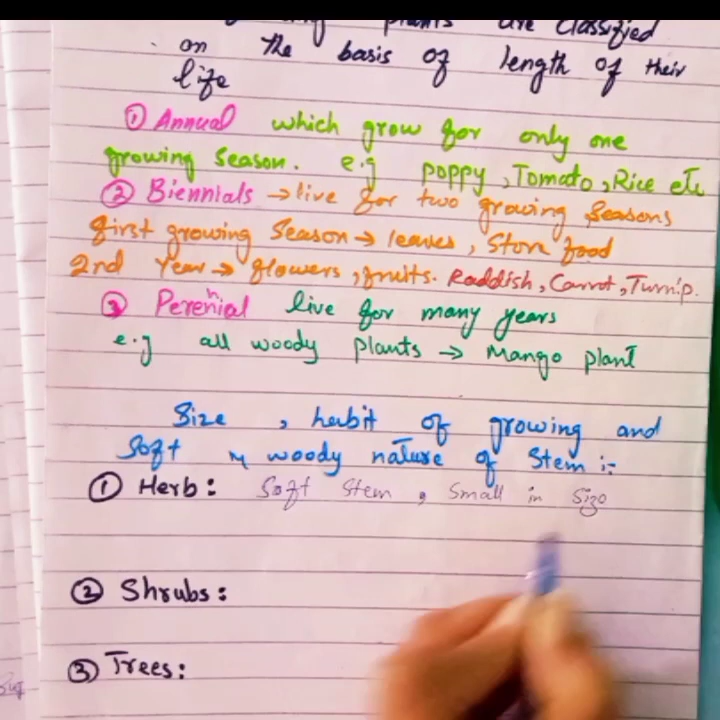 plants are classified
on the basis of length of their
life
① Annual which grow for only one
growing season. e.g poppy, Tomato, Rice etc
② Biennials → live for two growing Seasons
first growing Season → leaves, Store food
2nd Year → flowers, fruits. Raddish, Carrot, Turnip.
③ Perennial live for many years
e.g all woody plants → Mango plant
Size, habit of growing and
Soft woody nature of Stem :-
① Herb: Soft Stem, Small in Size
② Shrubs:
③ Trees: